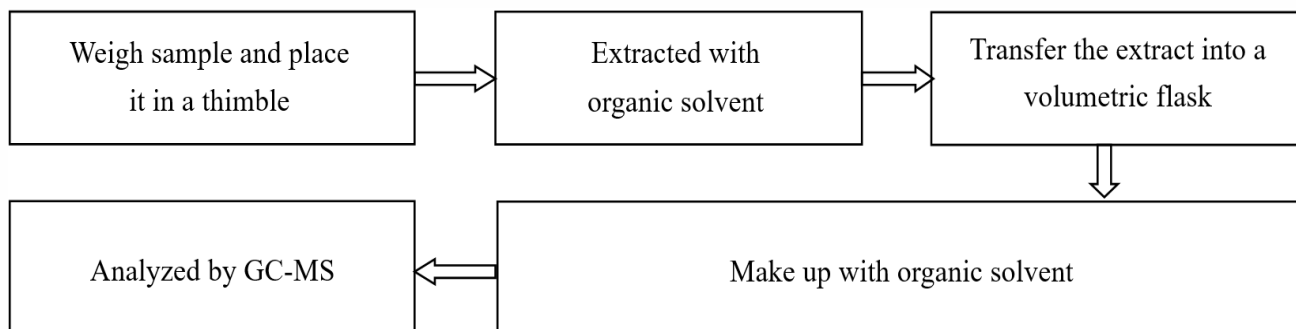 Weigh sample and place
it in a thimble
Extracted with
organic solvent
Transfer the extract into a
volumetric flask
Make up with organic solvent
Analyzed by GC-MS